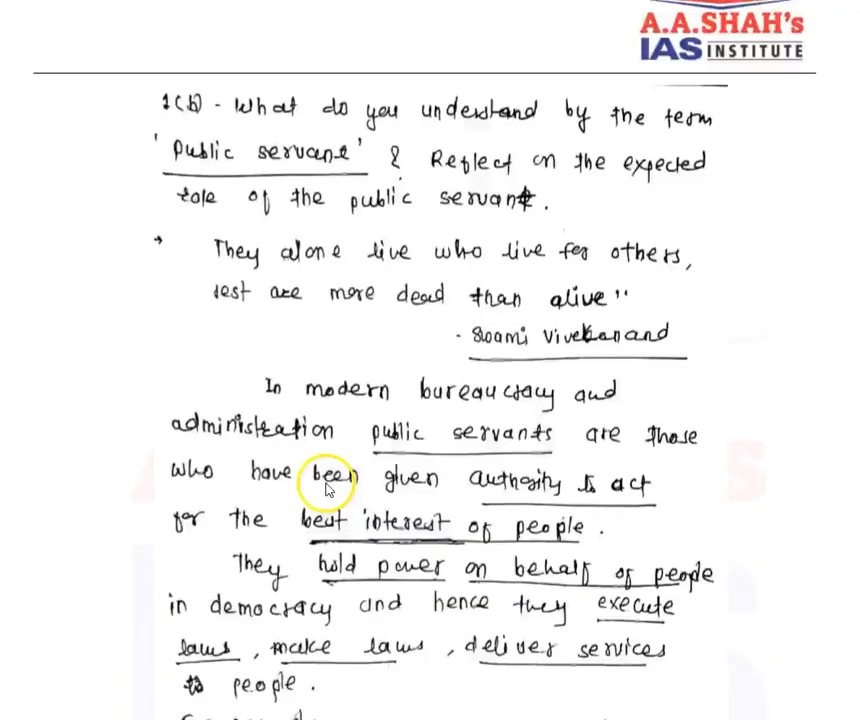 A.A.SHAH's
IAS INSTITUTE
1(b) - What do you understand by the term
'public servant' ? Reflect on the expected
role of the public servant.
→ They alone live who live for others,
rest are more dead than alive"
- Swami Vivekanand
In modern bureaucracy and
administration public servants are those
who have been given authority to act
for the best interest of people.
They hold power on behalf of people
in democracy and hence they execute
laws, make laws, deliver services
to people.